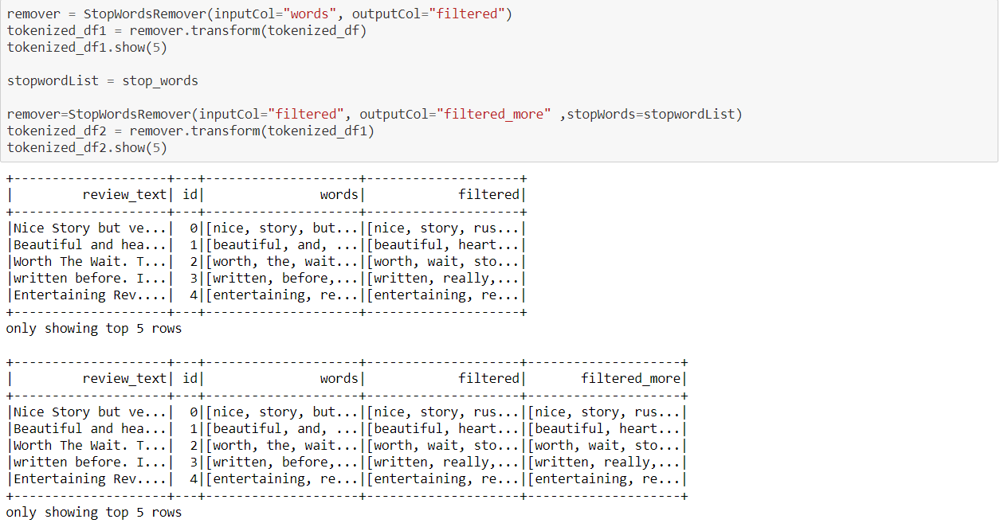 remover = StopWordsRemover(inputCol="words", outputCol="filtered")
tokenized_df1 = remover.transform(tokenized_df)
tokenized_df1.show(5)

stopwordList = stop_words

remover=StopWordsRemover(inputCol="filtered", outputCol="filtered_more" ,stopWords=stopwordList)
tokenized_df2 = remover.transform(tokenized_df1)
tokenized_df2.show(5)

+--------------------+---+--------------------+--------------------+
|         review_text| id|               words|            filtered|
+--------------------+---+--------------------+--------------------+
|Nice Story but ve...|  0|[nice, story, but...|[nice, story, rus...|
|Beautiful and hea...|  1|[beautiful, and, ...|[beautiful, heart...|
|Worth The Wait. T...|  2|[worth, the, wait...|[worth, wait, sto...|
|written before. I...|  3|[written, before,...|[written, really,...|
|Entertaining Rev....|  4|[entertaining, re...|[entertaining, re...|
+--------------------+---+--------------------+--------------------+
only showing top 5 rows

+--------------------+---+--------------------+--------------------+--------------------+
|         review_text| id|               words|            filtered|       filtered_more|
+--------------------+---+--------------------+--------------------+--------------------+
|Nice Story but ve...|  0|[nice, story, but...|[nice, story, rus...|[nice, story, rus...|
|Beautiful and hea...|  1|[beautiful, and, ...|[beautiful, heart...|[beautiful, heart...|
|Worth The Wait. T...|  2|[worth, the, wait...|[worth, wait, sto...|[worth, wait, sto...|
|written before. I...|  3|[written, before,...|[written, really,...|[written, really,...|
|Entertaining Rev....|  4|[entertaining, re...|[entertaining, re...|[entertaining, re...|
+--------------------+---+--------------------+--------------------+--------------------+
only showing top 5 rows